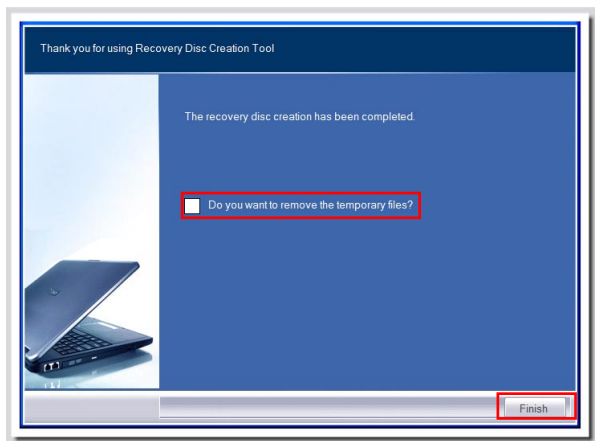 Thank you for using Recovery Disc Creation Tool
The recovery disc creation has been completed.
Do you want to remove the temporary files?
Finish